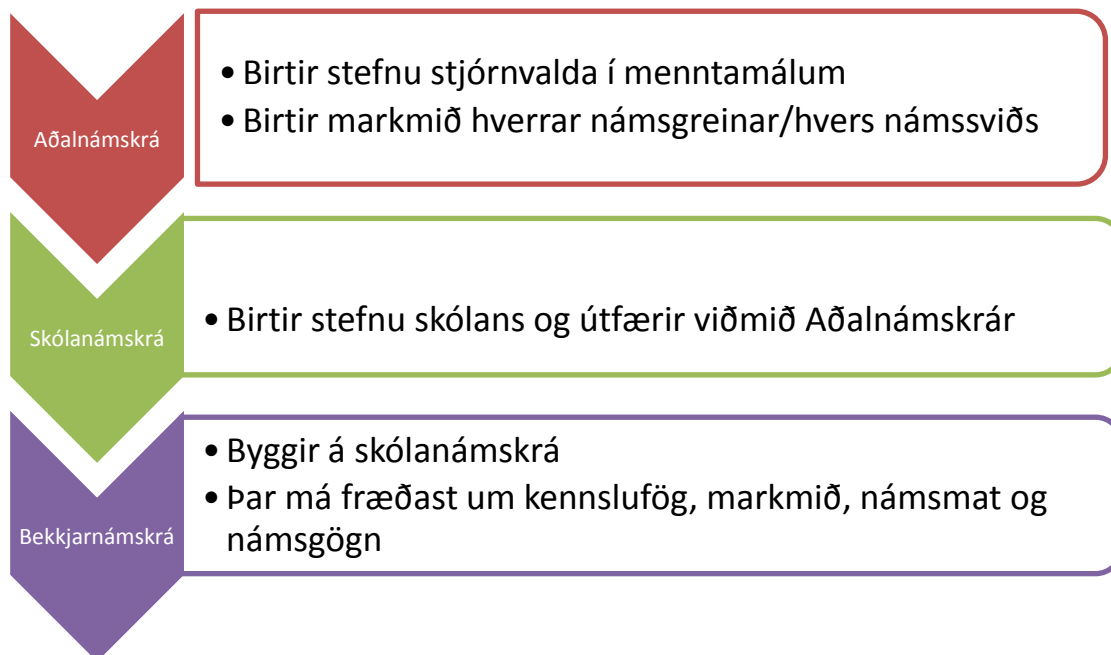 Aðalnámskrá
• Birtir stefnu stjórnvalda í menntamálum
• Birtir markmið hverrar námsgreinar/hvers námssviðs
Skólanámskrá
• Birtir stefnu skólans og útfærir viðmið Aðalnámskrár
Bekkjarnámskrá
• Byggir á skólanámskrá
• Þar má fræðast um kennslufög, markmið, námsmat og
námsgögn